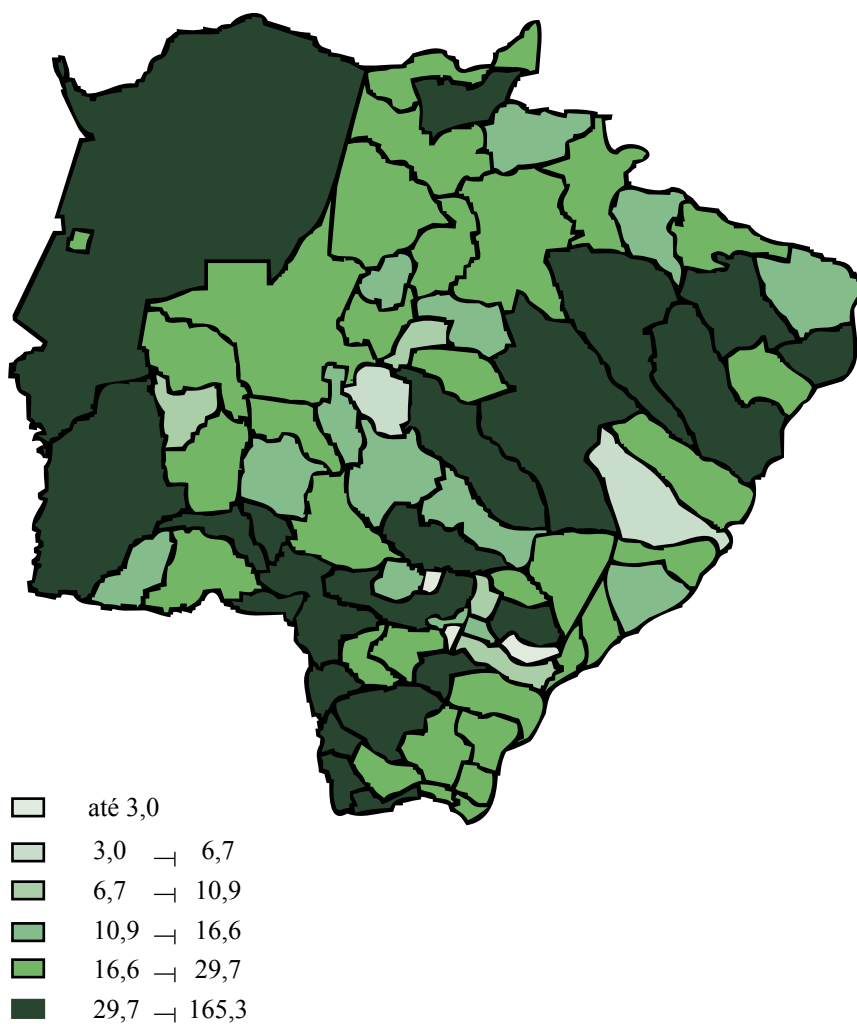 até 3,0
3,0 ⟞ 6,7
6,7 ⟞ 10,9
10,9 ⟞ 16,6
16,6 ⟞ 29,7
29,7 ⟞ 165,3